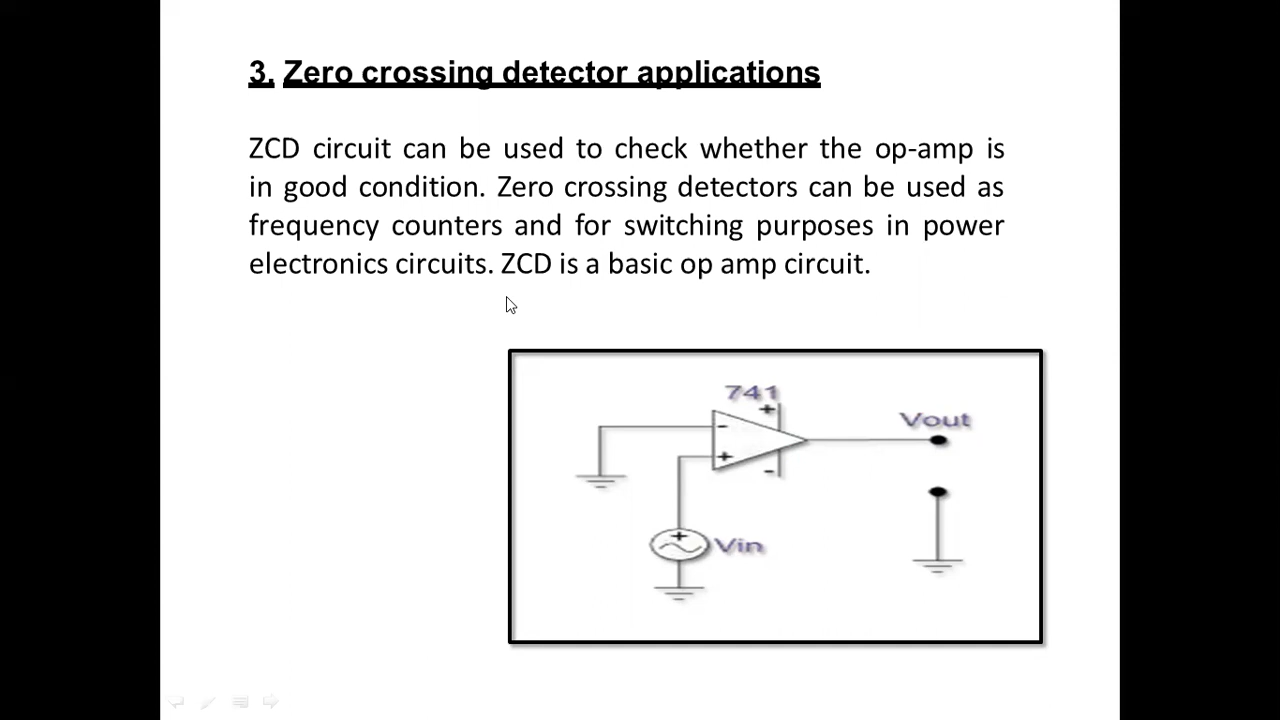 3. Zero crossing detector applications
ZCD circuit can be used to check whether the op-amp is
in good condition. Zero crossing detectors can be used as
frequency counters and for switching purposes in power
electronics circuits. ZCD is a basic op amp circuit.
741
+
Vout
-
+
-
+
Vin